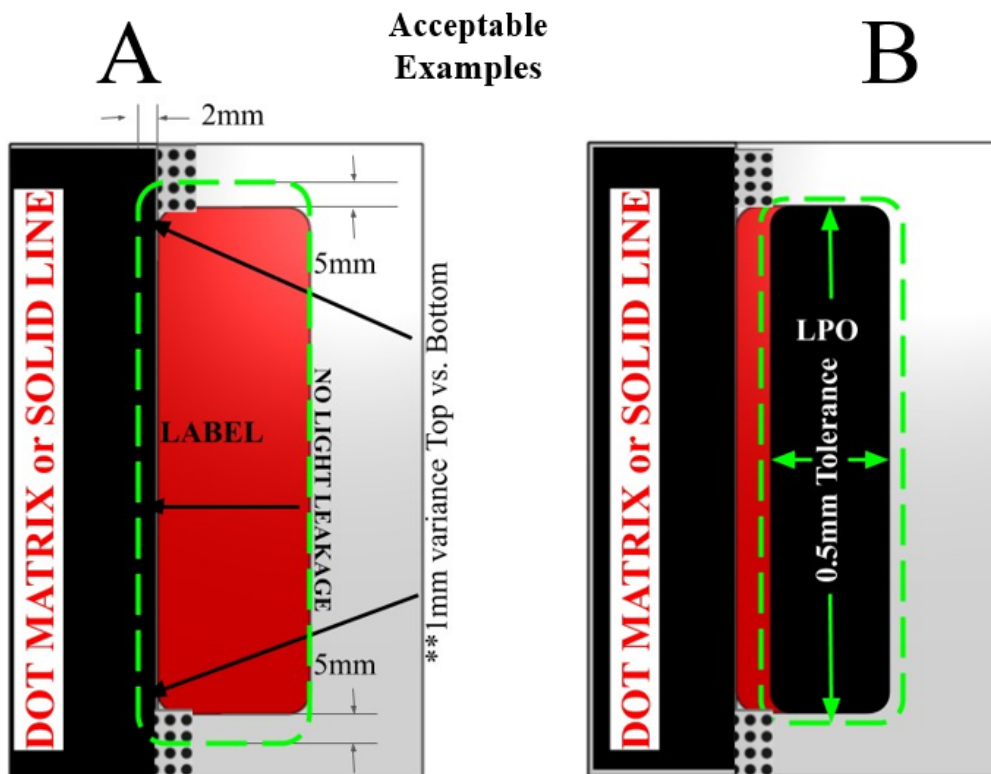 A
Acceptable
Examples
B
2mm
5mm
DOT MATRIX or SOLID LINE
LABEL
NO LIGHT LEAKAGE
**1mm variance Top vs. Bottom
5mm
DOT MATRIX or SOLID LINE
LPO
0.5mm Tolerance